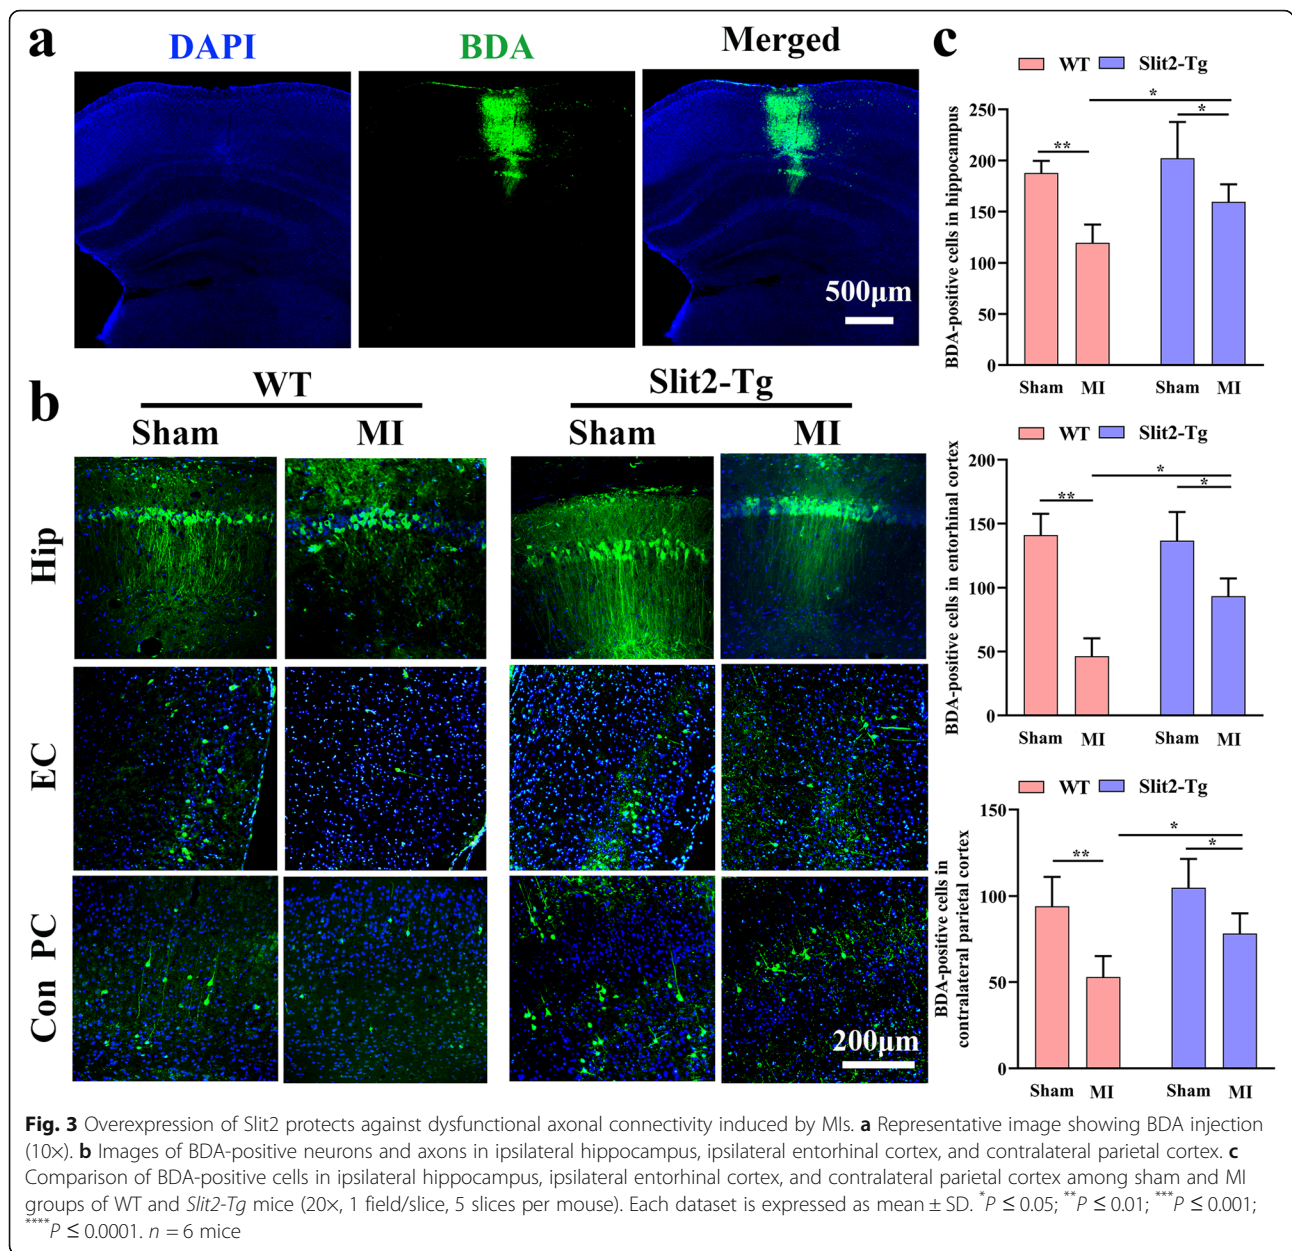 a
DAPI
BDA
Merged
500μm
b
WT
Slit2-Tg
Sham
MI
Sham
MI
Hip
EC
Con PC
200μm
c
WT
Slit2-Tg
BDA-positive cells in hippocampus
250
200
150
100
50
0
**
*
*
Sham
MI
Sham
MI
WT
Slit2-Tg
BDA-positive cells in entorhinal cortex
200
150
100
50
0
**
*
*
Sham
MI
Sham
MI
WT
Slit2-Tg
BDA-positive cells in
contralateral parietal cortex
150
100
50
0
**
*
*
Sham
MI
Sham
MI
Fig. 3 Overexpression of Slit2 protects against dysfunctional axonal connectivity induced by MIs. a Representative image showing BDA injection
(10×). b Images of BDA-positive neurons and axons in ipsilateral hippocampus, ipsilateral entorhinal cortex, and contralateral parietal cortex. c
Comparison of BDA-positive cells in ipsilateral hippocampus, ipsilateral entorhinal cortex, and contralateral parietal cortex among sham and MI
groups of WT and Slit2-Tg mice (20×, 1 field/slice, 5 slices per mouse). Each dataset is expressed as mean ± SD. *P ≤ 0.05; **P ≤ 0.01; ***P ≤ 0.001;
****P ≤ 0.0001. n = 6 mice